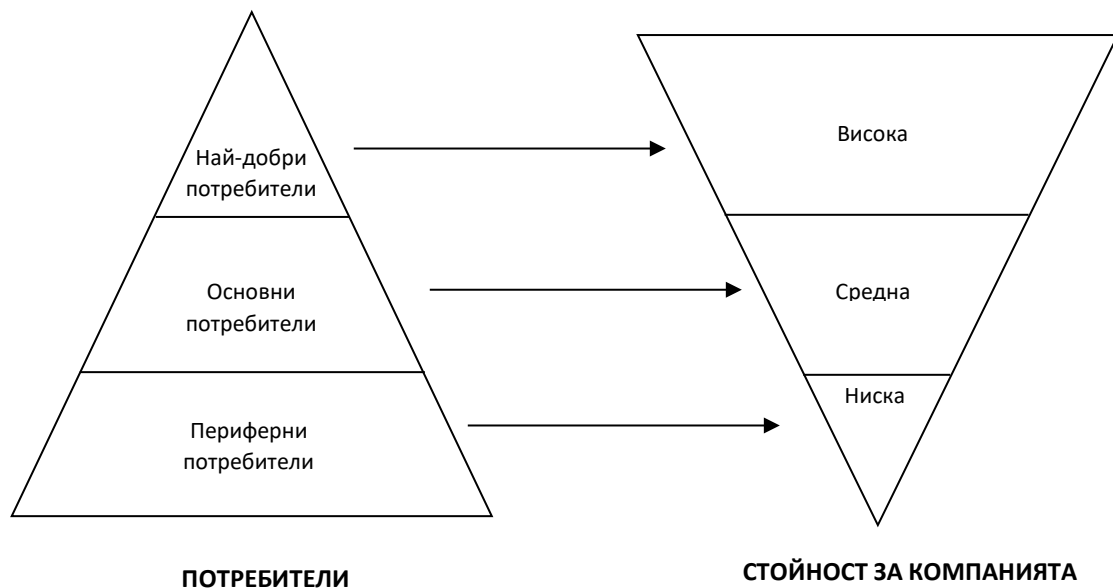 Най-добри
потребители
Висока
Основни
потребители
Средна
Периферни
потребители
Ниска
ПОТРЕБИТЕЛИ
СТОЙНОСТ ЗА КОМПАНИЯТА